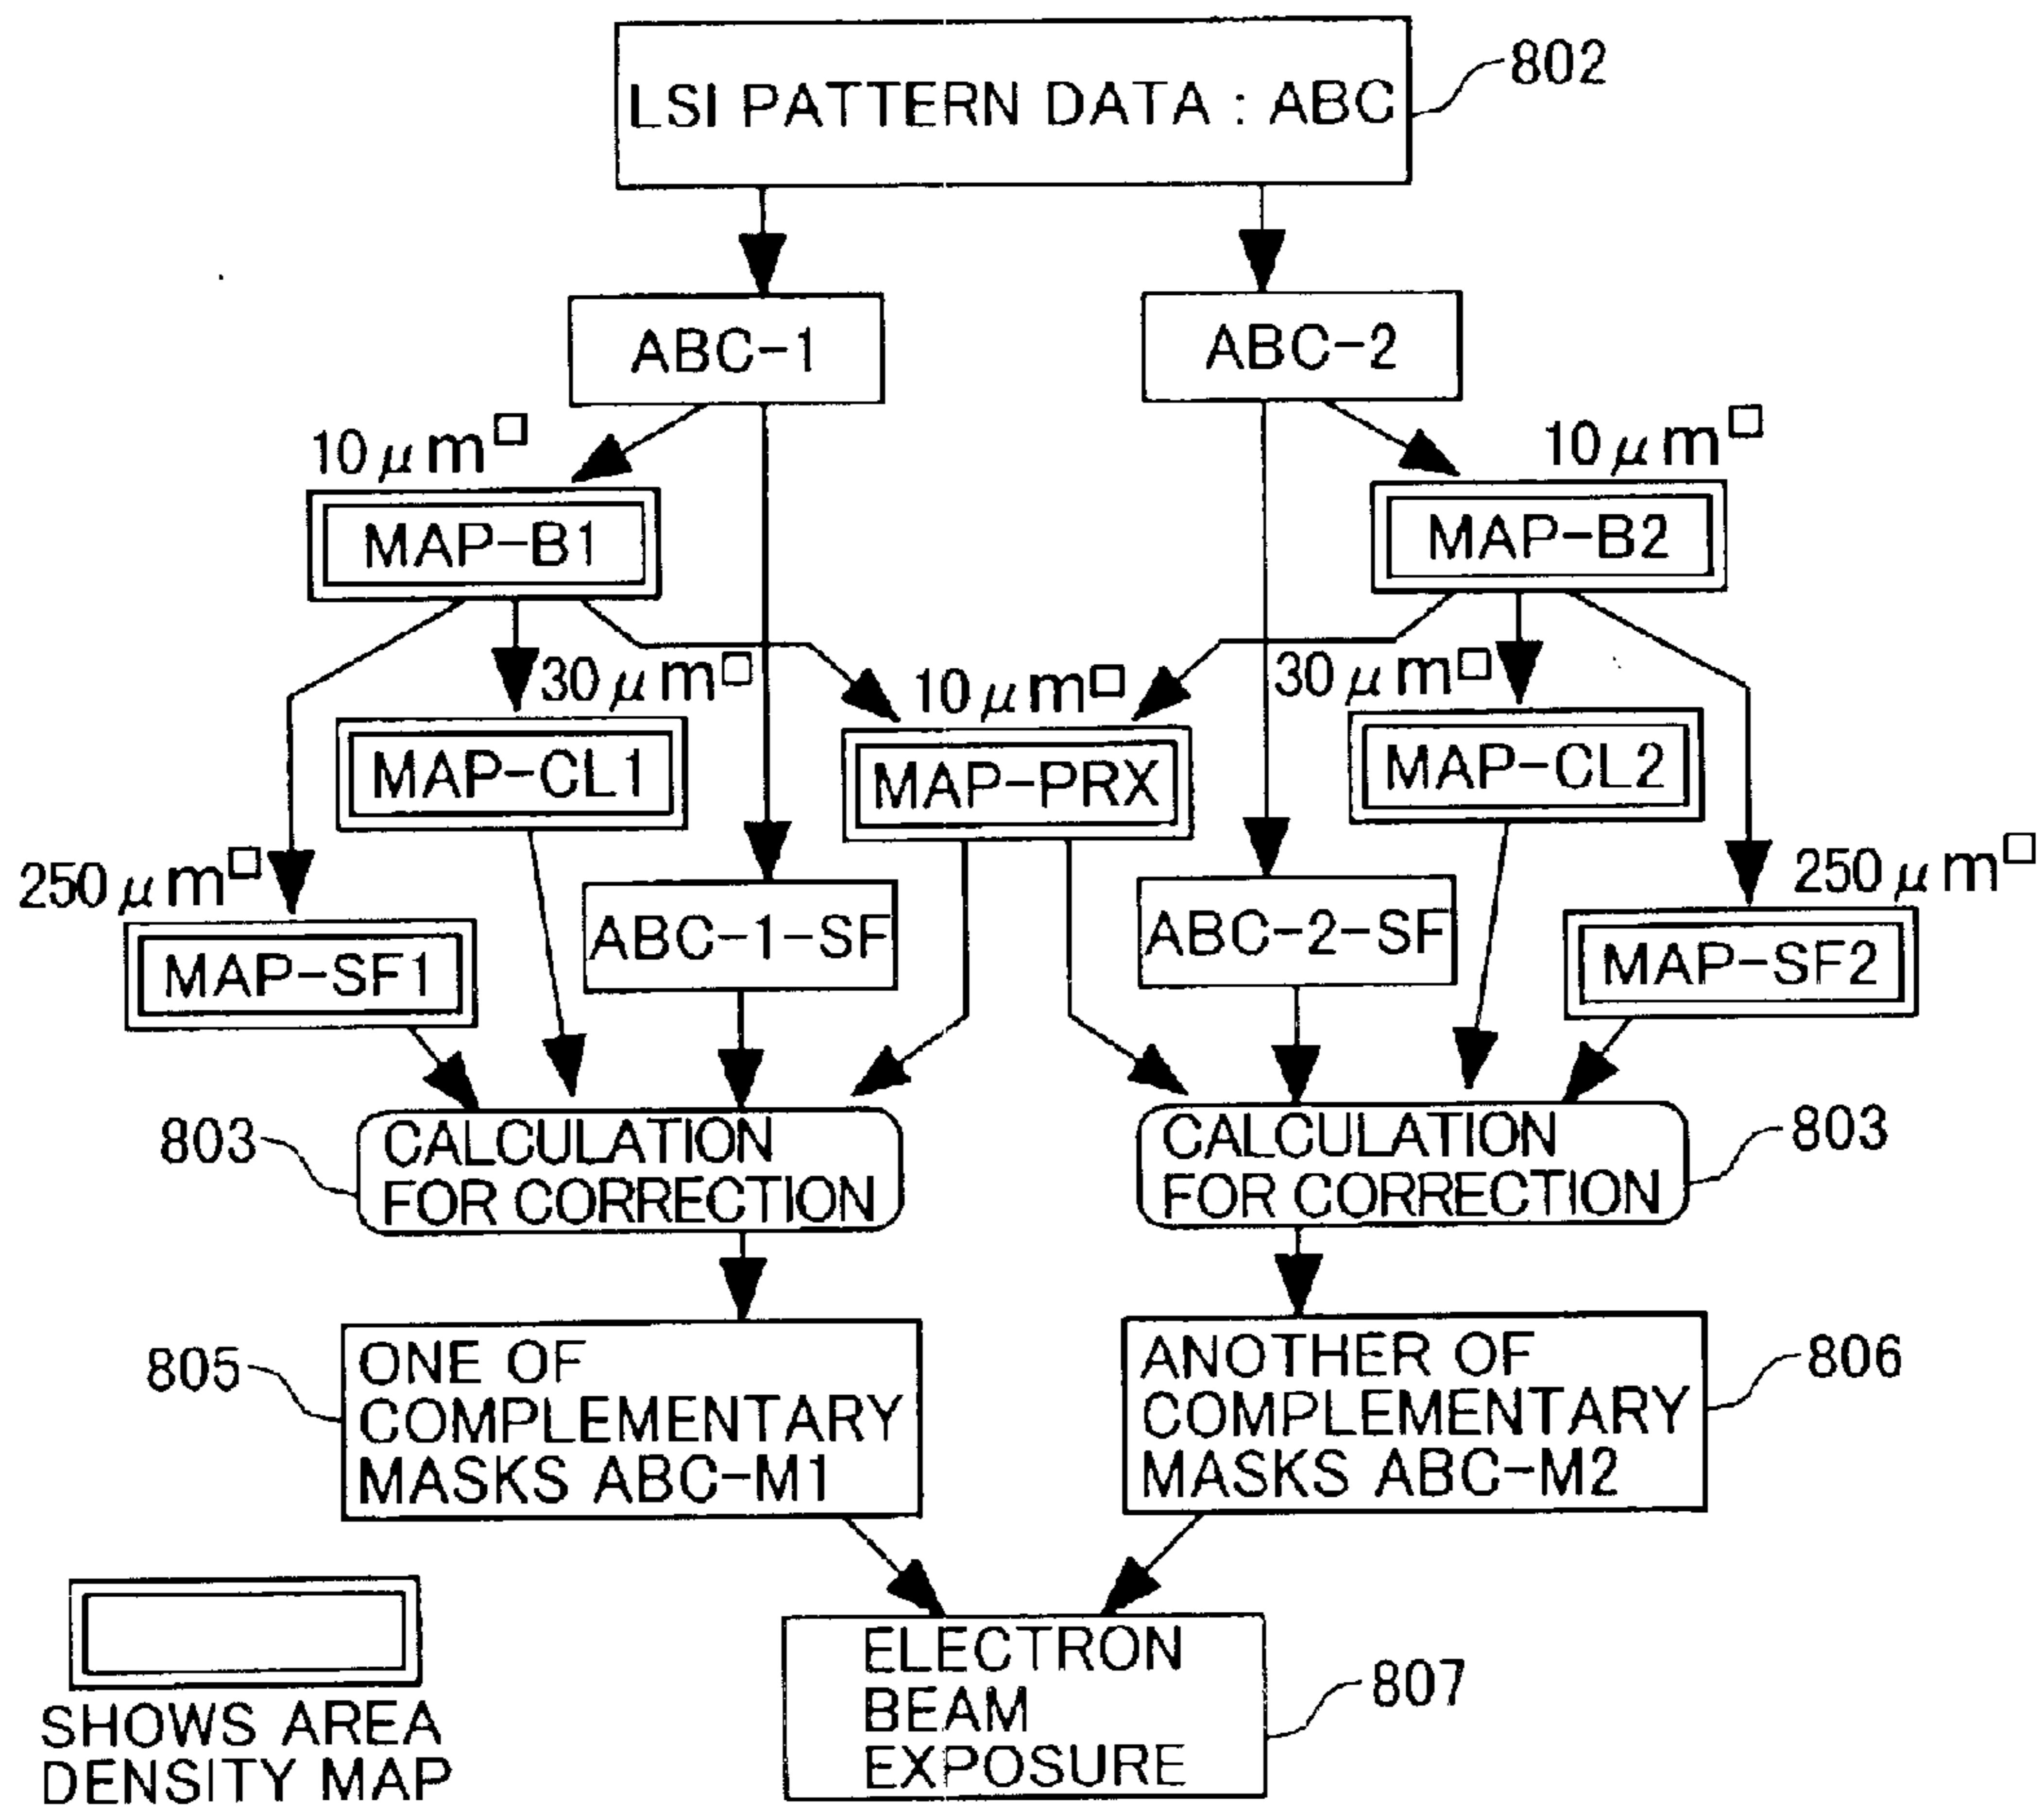 LSI PATTERN DATA : ABC
802
ABC-1
ABC-2
10μm□
10μm□
MAP-B1
MAP-B2
30μm□
10μm□
30μm□
MAP-CL1
MAP-PRX
MAP-CL2
250μm□
250μm□
MAP-SF1
ABC-1-SF
ABC-2-SF
MAP-SF2
803
CALCULATION
FOR CORRECTION
CALCULATION
FOR CORRECTION
803
805
ONE OF
COMPLEMENTARY
MASKS ABC-M1
ANOTHER OF
COMPLEMENTARY
MASKS ABC-M2
806
ELECTRON
BEAM
EXPOSURE
807
SHOWS AREA
DENSITY MAP